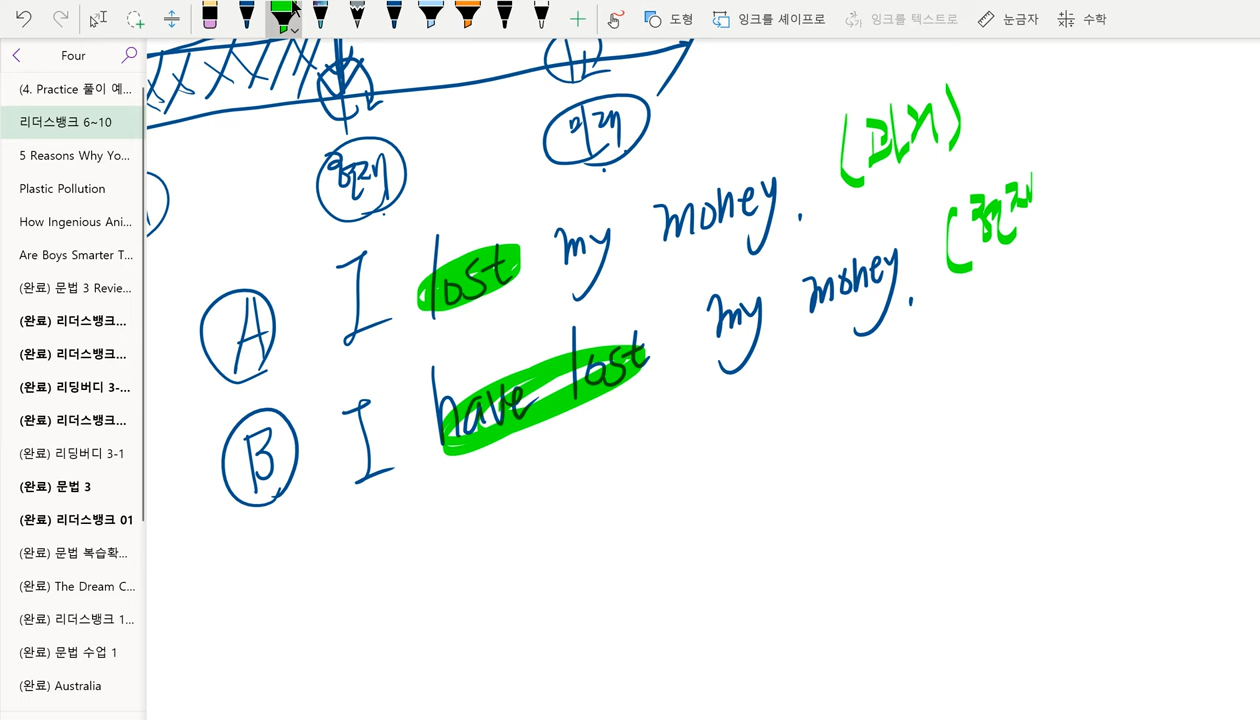 도형
잉크를 셰이프로
잉크를 텍스트로
눈금자
수학
Four
(4. Practice 풀이 예...
리더스뱅크 6~10
5 Reasons Why Yo...
Plastic Pollution
How Ingenious Ani...
Are Boys Smarter T...
(완료) 문법 3 Revie...
(완료) 리더스뱅크...
(완료) 리더스뱅크...
(완료) 리딩버디 3-...
(완료) 리더스뱅크...
(완료) 리딩버디 3-1
(완료) 문법 3
(완료) 리더스뱅크 01
(완료) 문법 복습확...
(완료) The Dream C...
(완료) 리더스뱅크 1...
(완료) 문법 수업 1
(완료) Australia
현재
미래
A I lost my money. (과거)
B I have lost my money. (현재